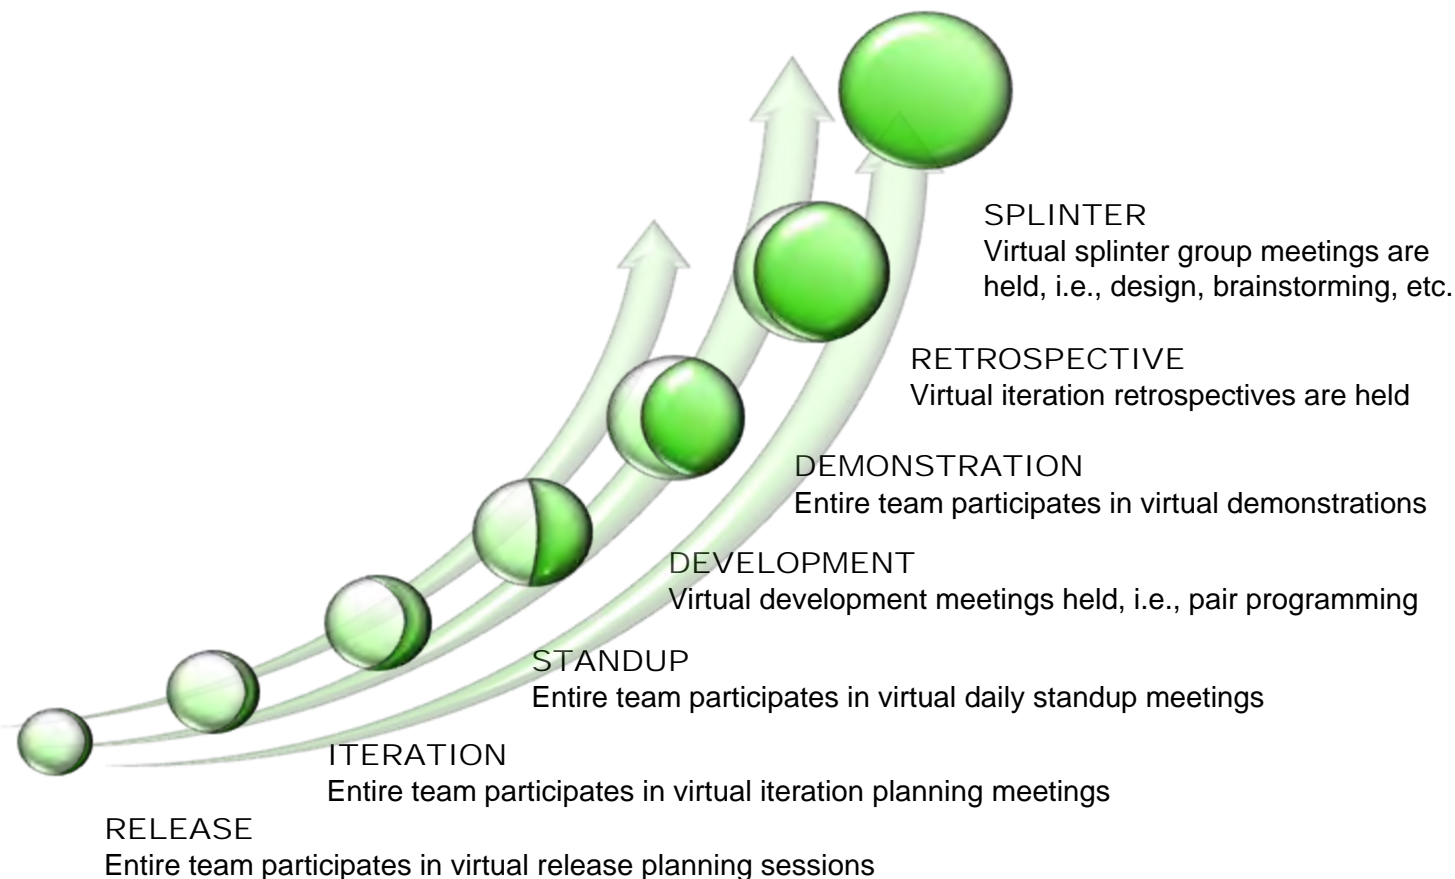 SPLINTER
Virtual splinter group meetings are
held, i.e., design, brainstorming, etc.
RETROSPECTIVE
Virtual iteration retrospectives are held
DEMONSTRATION
Entire team participates in virtual demonstrations
DEVELOPMENT
Virtual development meetings held, i.e., pair programming
STANDUP
Entire team participates in virtual daily standup meetings
ITERATION
Entire team participates in virtual iteration planning meetings
RELEASE
Entire team participates in virtual release planning sessions